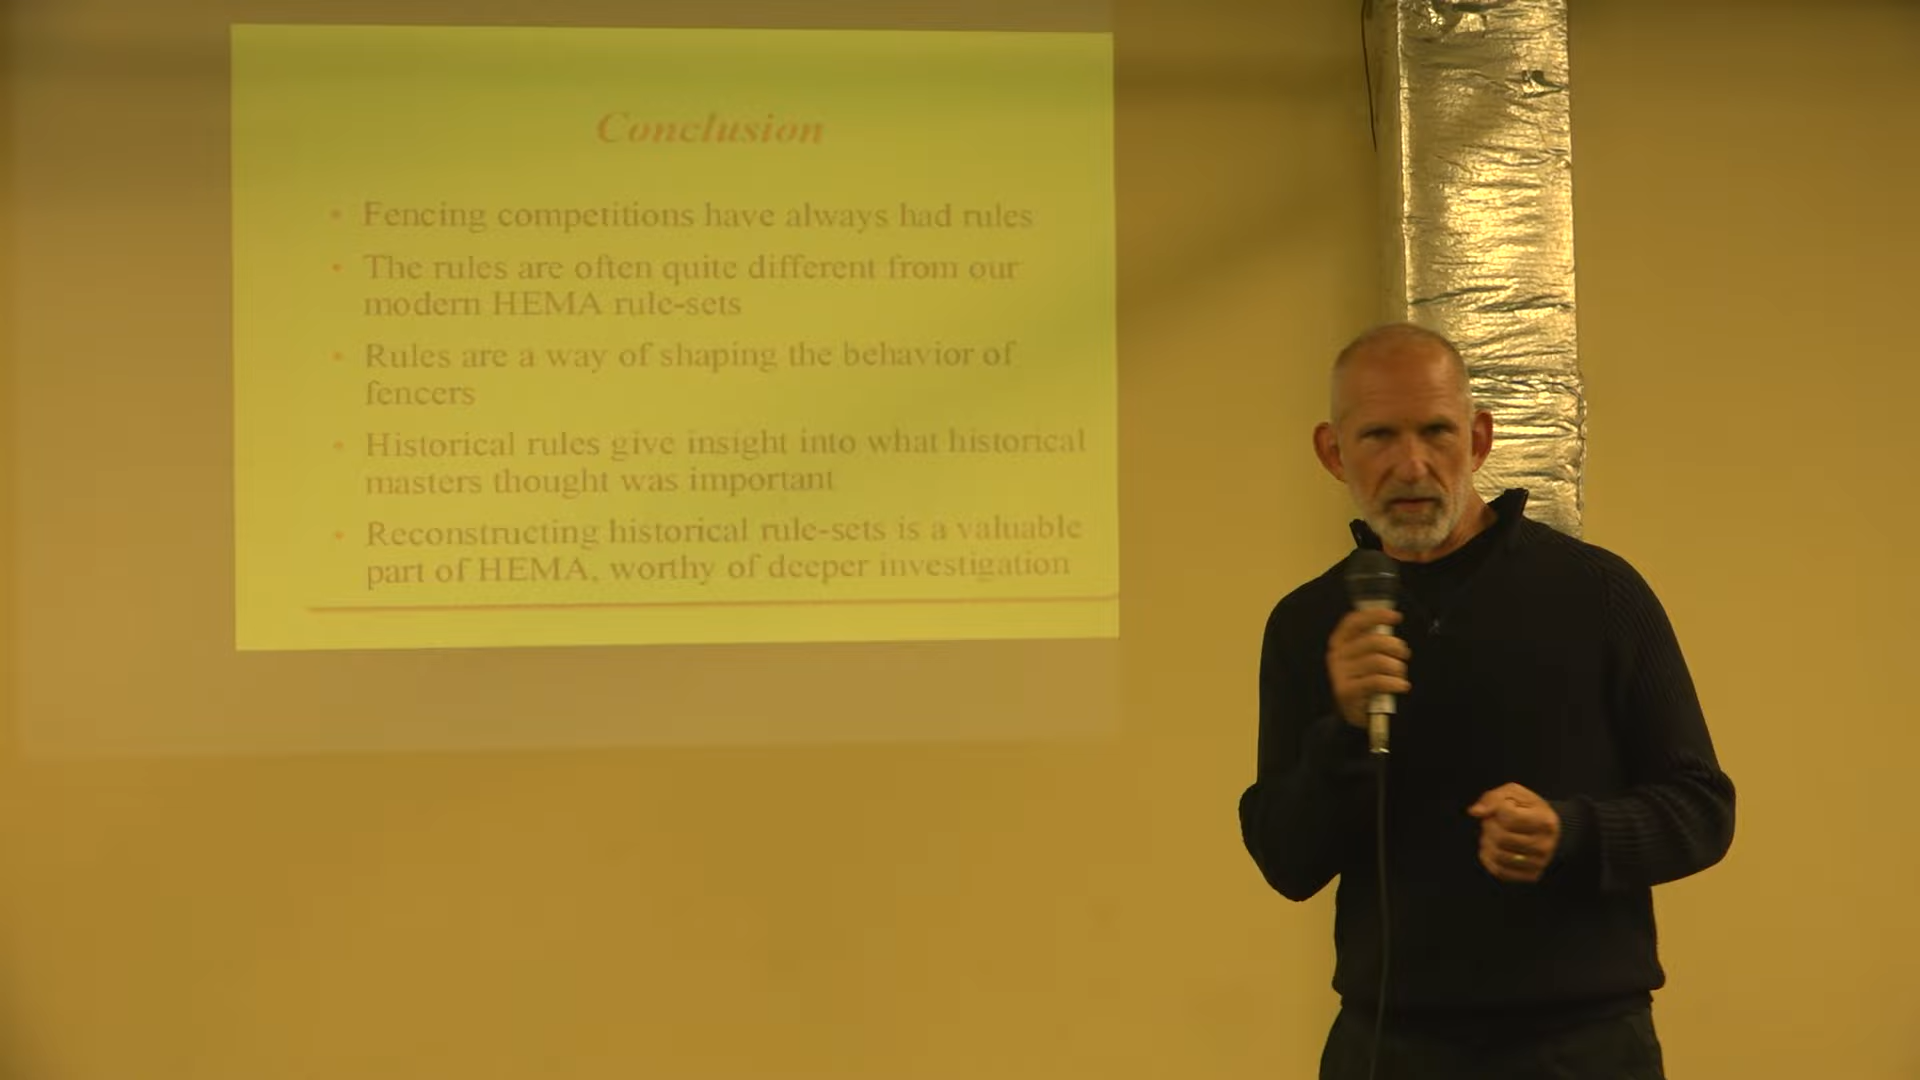 Conclusion
• Fencing competitions have always had rules
• The rules are often quite different from our
modern HEMA rule-sets
• Rules are a way of shaping the behavior of
fencers
• Historical rules give insight into what historical
masters thought was important
• Reconstructing historical rule-sets is a valuable
part of HEMA, worthy of deeper investigation